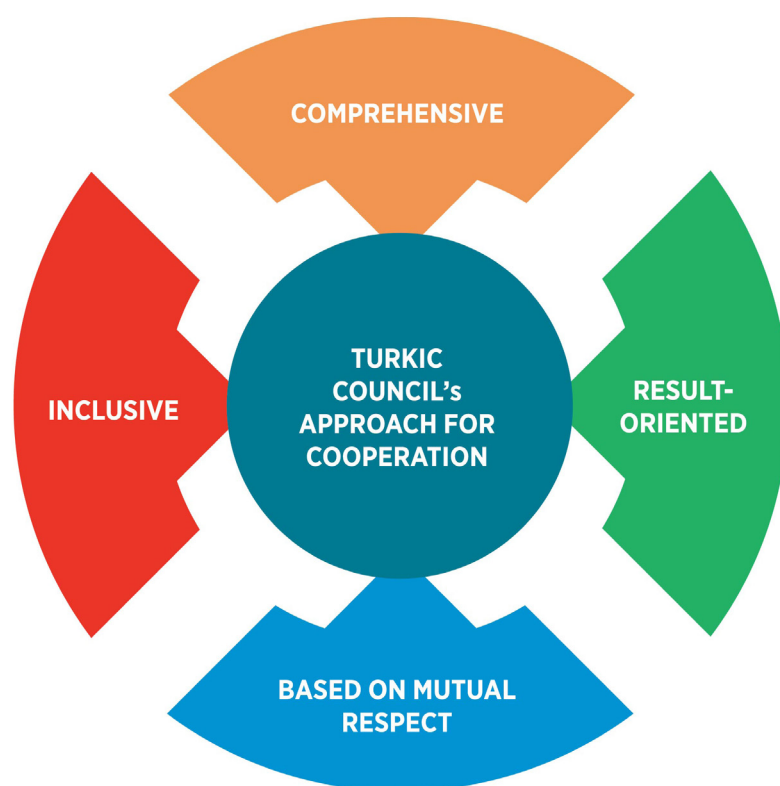 COMPREHENSIVE
INCLUSIVE
TURKIC
COUNCIL's
APPROACH FOR
COOPERATION
RESULT-
ORIENTED
BASED ON MUTUAL
RESPECT